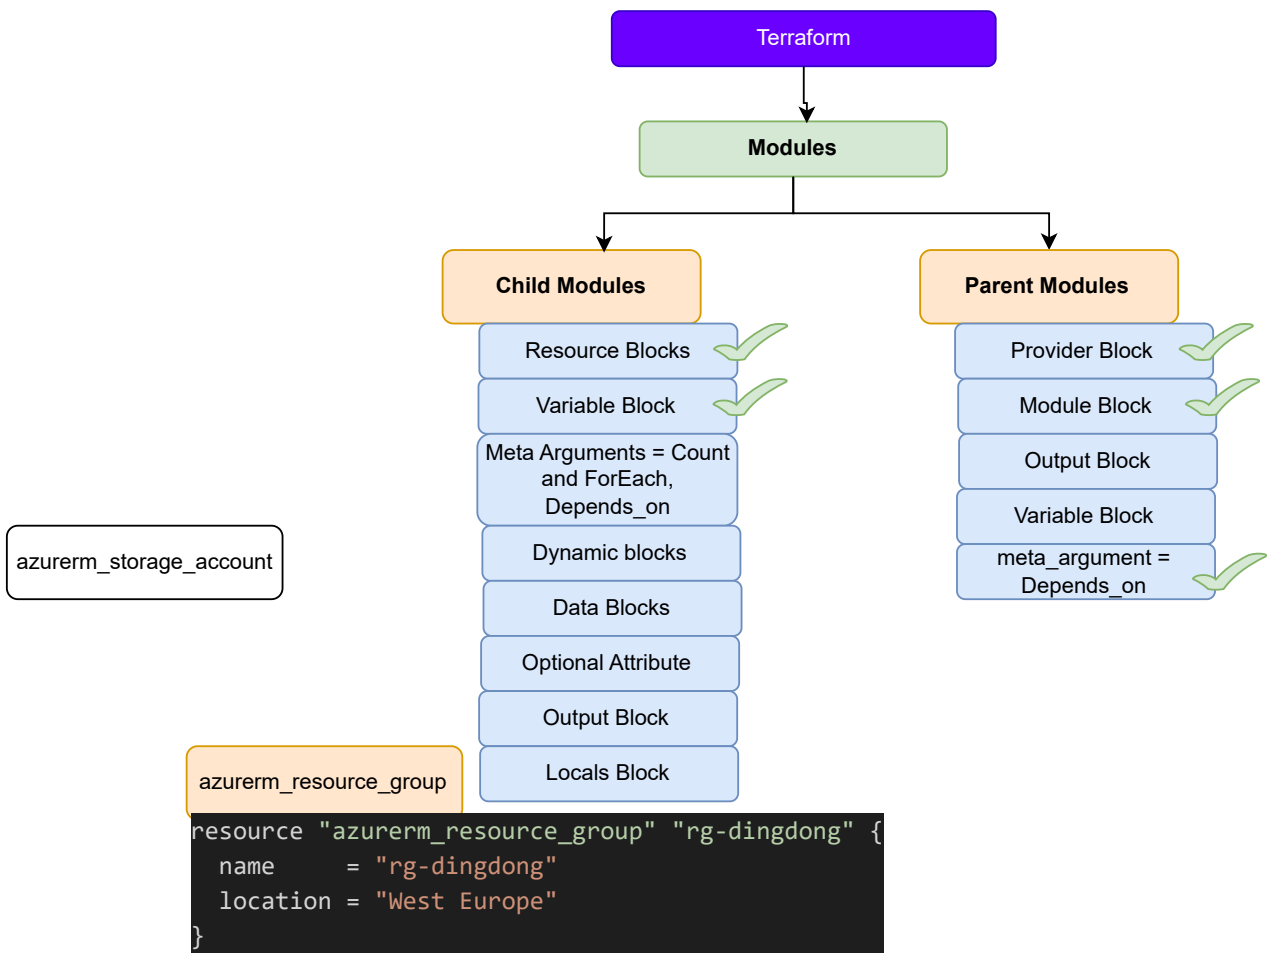 Terraform
Modules
Child Modules
Resource Blocks
Variable Block
Meta Arguments = Count
and ForEach,
Depends_on
Dynamic blocks
Data Blocks
Optional Attribute
Output Block
Locals Block
Parent Modules
Provider Block
Module Block
Output Block
Variable Block
meta_argument =
Depends_on
azurerm_storage_account
azurerm_resource_group
resource "azurerm_resource_group" "rg-dingdong" {
  name     = "rg-dingdong"
  location = "West Europe"
}